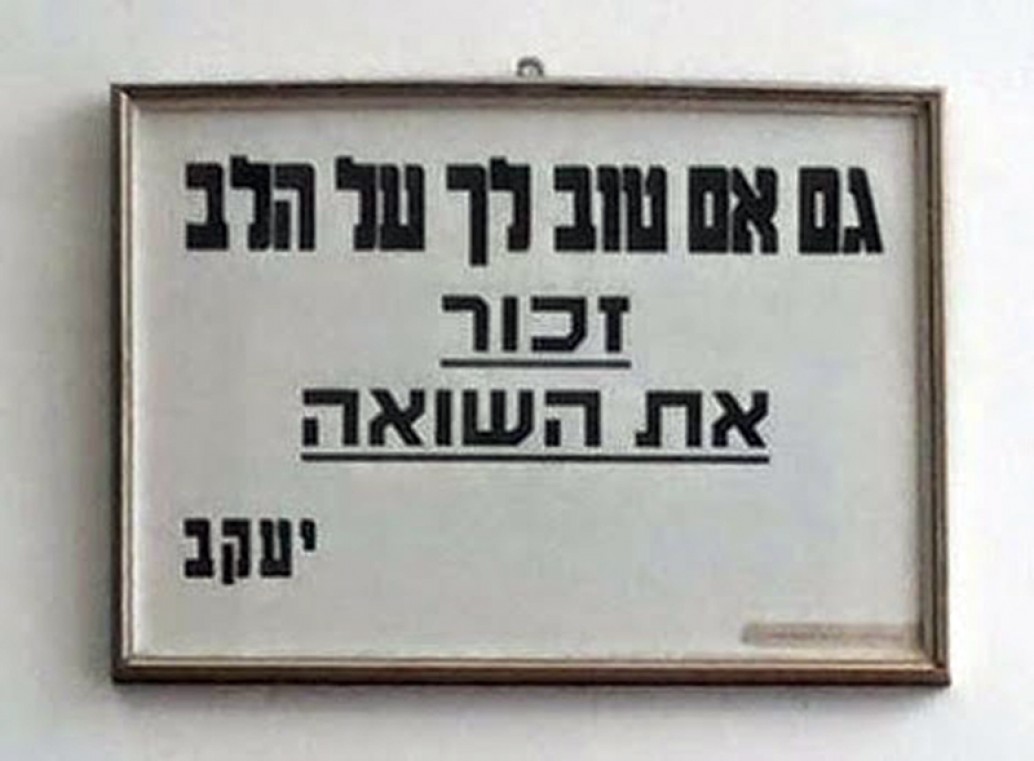 גם אם טוב לך על הלב
זכור
את השואה
יעקב